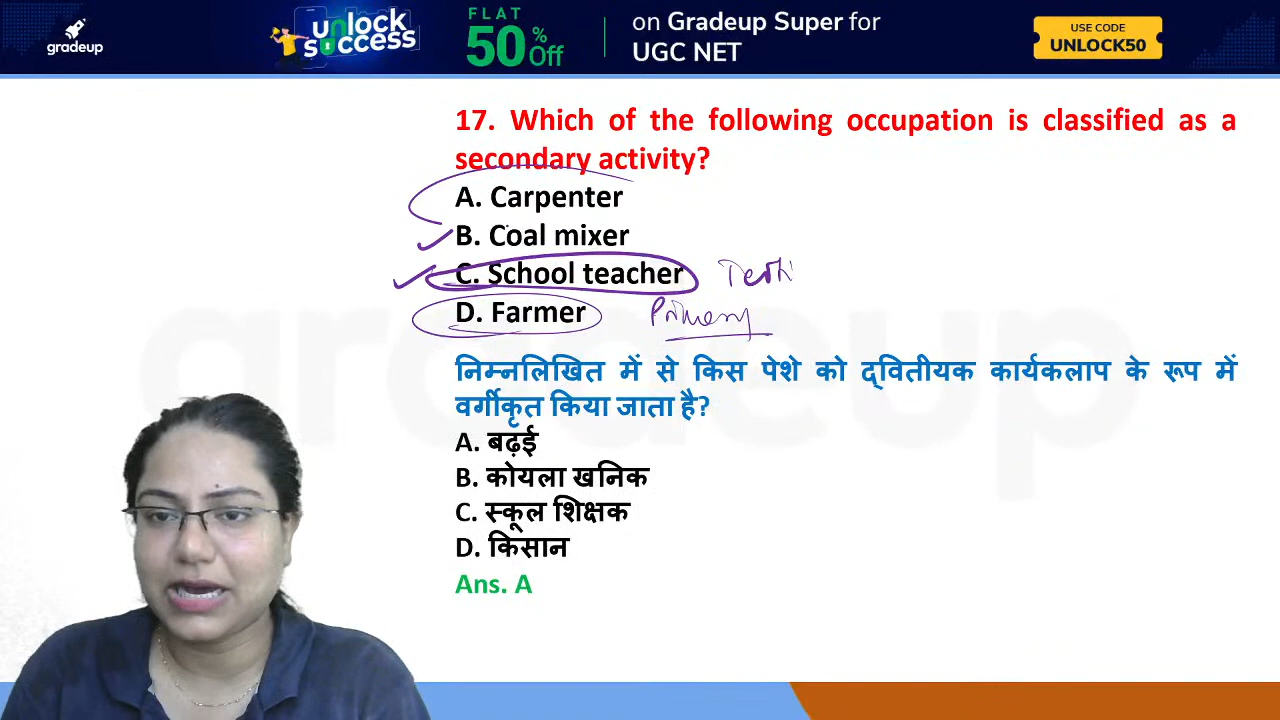 gradeup
unlock
success
FLAT
50% Off
on Gradeup Super for
UGC NET
USE CODE
UNLOCK50
17. Which of the following occupation is classified as a
secondary activity?
A. Carpenter
B. Coal mixer
C. School teacher
D. Farmer
Primary
निम्नलिखित में से किस पेशे को द्वितीयक कार्यकलाप के रूप में
वर्गीकृत किया जाता है?
A. बढ़ई
B. कोयला खनिक
C. स्कूल शिक्षक
D. किसान
Ans. A
gradeup